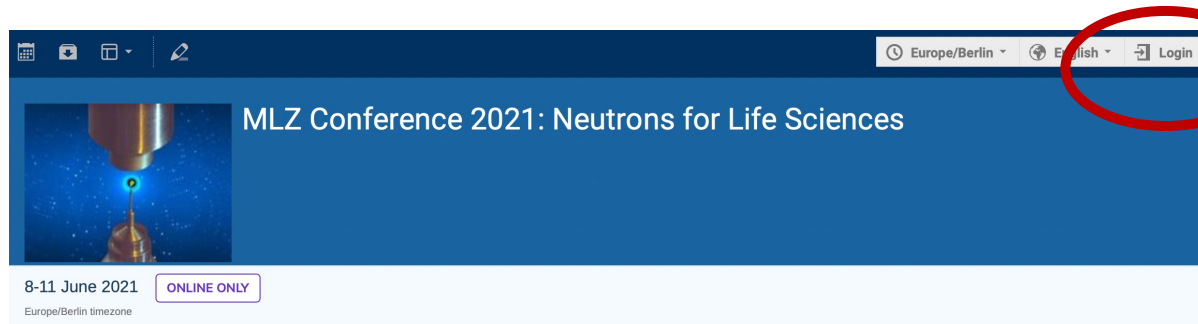 Europe/Berlin English Login
MLZ Conference 2021: Neutrons for Life Sciences
8-11 June 2021 ONLINE ONLY
Europe/Berlin timezone